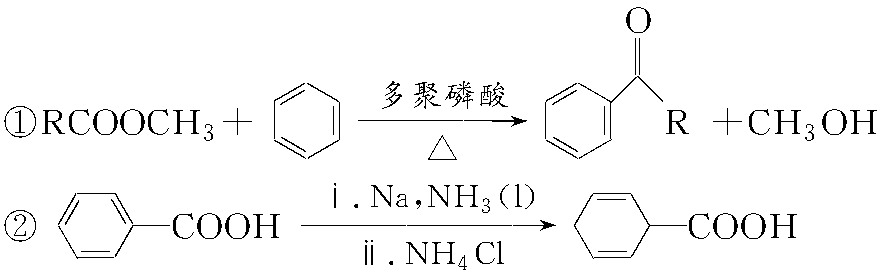 O
①RCOOCH₃+ 多聚磷酸 △ R +CH₃OH
② COOH ⅰ.Na,NH₃(l) ⅱ.NH₄Cl COOH